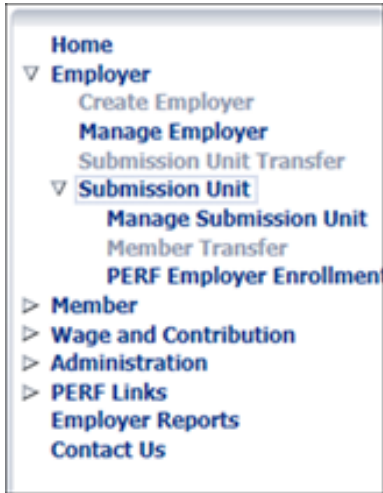 Home
Employer
Create Employer
Manage Employer
Submission Unit Transfer
Submission Unit
Manage Submission Unit
Member Transfer
PERF Employer Enrollment
Member
Wage and Contribution
Administration
PERF Links
Employer Reports
Contact Us